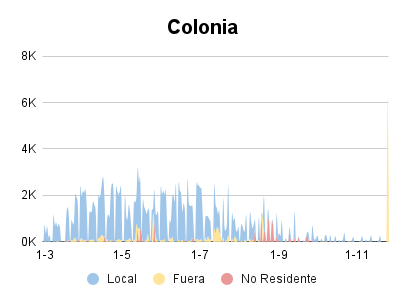 Colonia
8K
6K
4K
2K
0K
1-3 1-5 1-7 1-9 1-11
Local Fuera No Residente